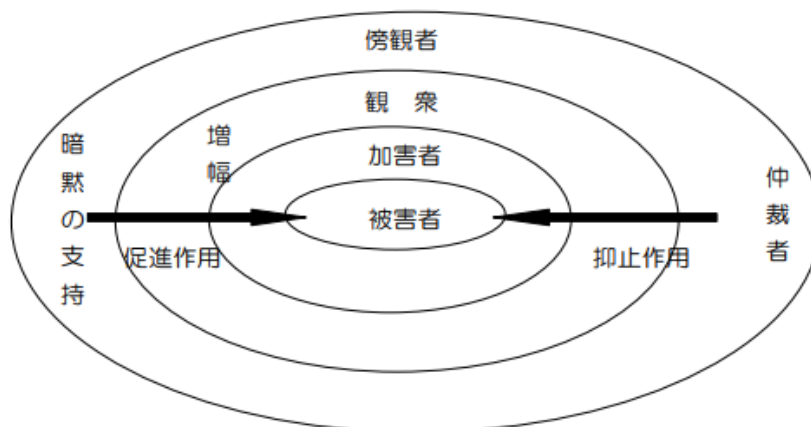 傍観者
観　衆
増幅
加害者
暗黙の支持
仲裁者
被害者
促進作用
抑止作用